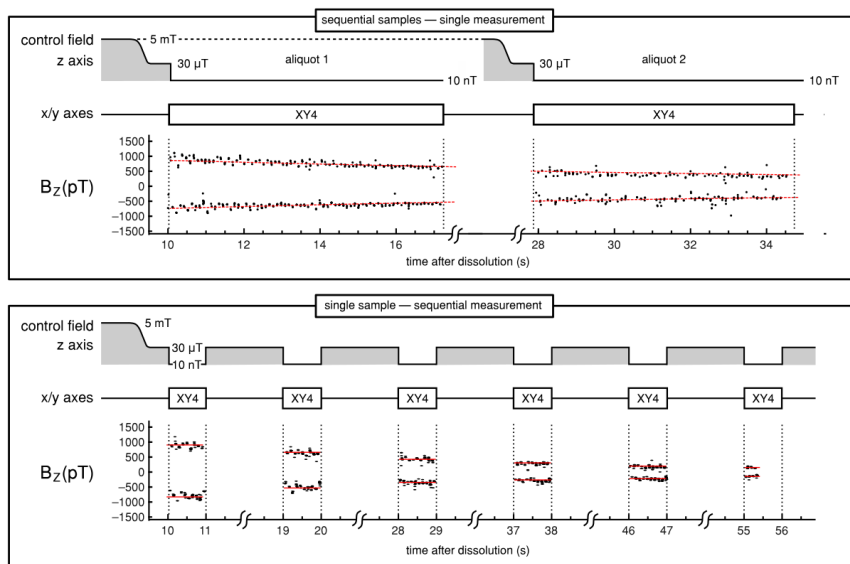 sequential samples — single measurement
control field
z axis
5 mT
30 µT
aliquot 1
10 nT
30 µT
aliquot 2
10 nT
x/y axes
XY4
XY4
B_Z(pT)
1500
1000
500
0
−500
−1000
−1500
10 12 14 16 28 30 32 34
time after dissolution (s)
single sample — sequential measurement
control field
z axis
5 mT
30 µT
10 nT
x/y axes
XY4 XY4 XY4 XY4 XY4 XY4
B_Z(pT)
1500
1000
500
0
−500
−1000
−1500
10 11 19 20 28 29 37 38 46 47 55 56
time after dissolution (s)